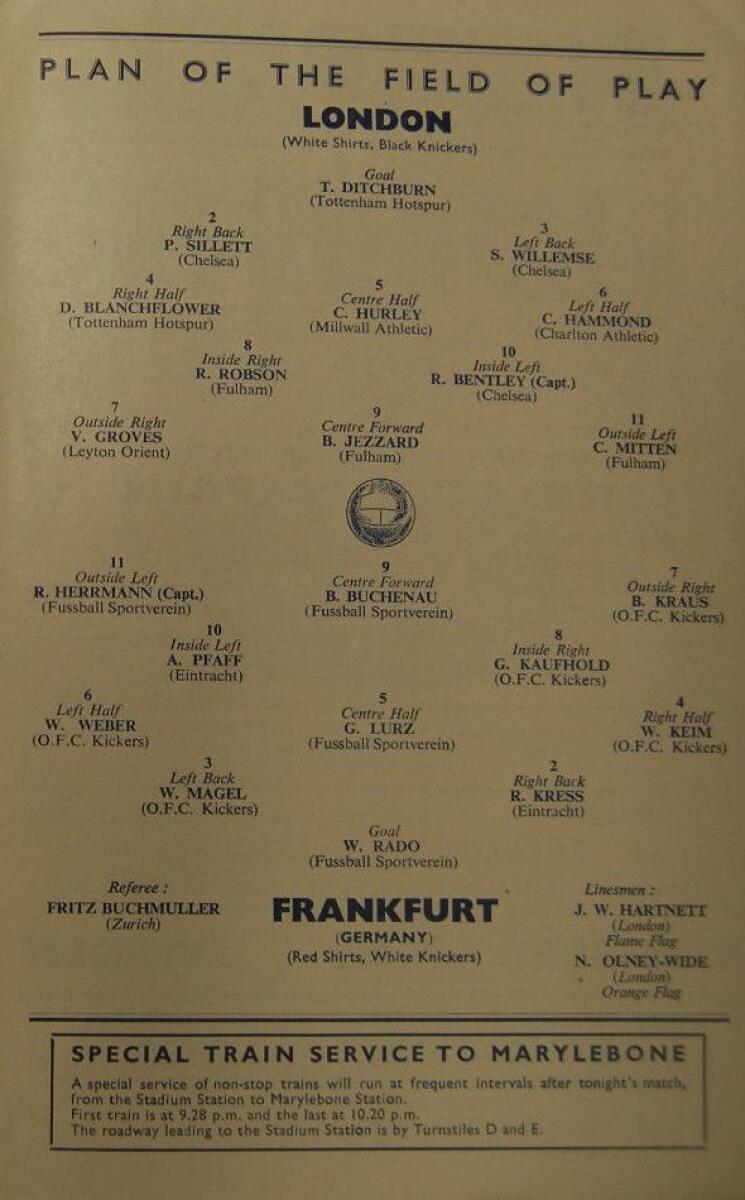 PLAN OF THE FIELD OF PLAY
LONDON
(White Shirts, Black Knickers)
Goal
T. DITCHBURN
(Tottenham Hotspur)
2
Right Back
P. SILLETT
(Chelsea)
3
Left Back
S. WILLEMSE
(Chelsea)
4
Right Half
D. BLANCHFLOWER
(Tottenham Hotspur)
5
Centre Half
C. HURLEY
(Millwall Athletic)
6
Left Half
C. HAMMOND
(Charlton Athletic)
8
Inside Right
R. ROBSON
(Fulham)
10
Inside Left
R. BENTLEY (Capt.)
(Chelsea)
7
Outside Right
V. GROVES
(Leyton Orient)
9
Centre Forward
B. JEZZARD
(Fulham)
11
Outside Left
C. MITTEN
(Fulham)
11
Outside Left
R. HERRMANN (Capt.)
(Fussball Sportverein)
9
Centre Forward
B. BUCHENAU
(Fussball Sportverein)
7
Outside Right
B. KRAUS
(O.F.C. Kickers)
10
Inside Left
A. PFAFF
(Eintracht)
8
Inside Right
G. KAUFHOLD
(O.F.C. Kickers)
6
Left Half
W. WEBER
(O.F.C. Kickers)
5
Centre Half
G. LURZ
(Fussball Sportverein)
4
Right Half
W. KEIM
(O.F.C. Kickers)
3
Left Back
W. MAGEL
(O.F.C. Kickers)
2
Right Back
R. KRESS
(Eintracht)
Goal
W. RADO
(Fussball Sportverein)
Referee :
FRITZ BUCHMULLER
(Zurich)
FRANKFURT
(GERMANY)
(Red Shirts, White Knickers)
Linesmen :
J. W. HARTNETT
(London)
Flame Flag
N. OLNEY-WIDE
(London)
Orange Flag
SPECIAL TRAIN SERVICE TO MARYLEBONE
A special service of non-stop trains will run at frequent intervals after tonight's match,
from the Stadium Station to Marylebone Station.
First train is at 9.28 p.m. and the last at 10.20 p.m.
The roadway leading to the Stadium Station is by Turnstiles D and E.